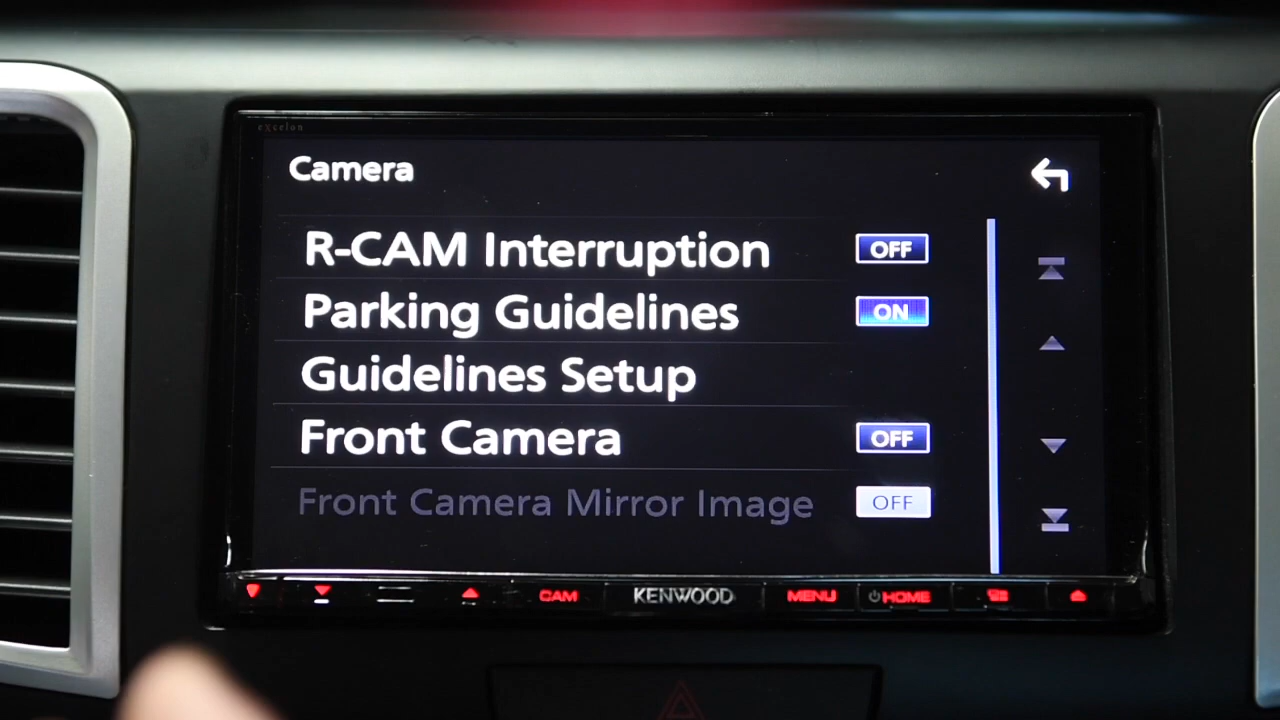 excelon
Camera
R-CAM Interruption OFF
Parking Guidelines ON
Guidelines Setup
Front Camera OFF
Front Camera Mirror Image OFF
CAM KENWOOD MENU HOME